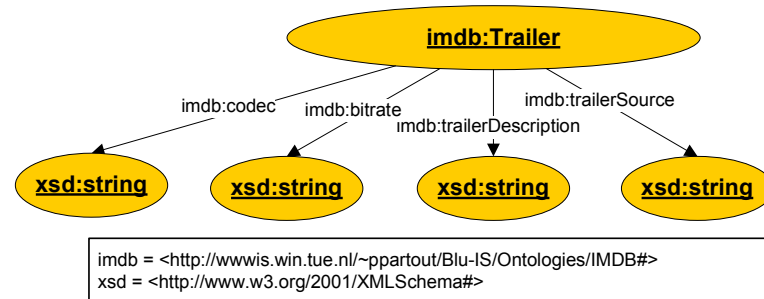 imdb:Trailer
imdb:codec
imdb:bitrate
imdb:trailerDescription
imdb:trailerSource
xsd:string
xsd:string
xsd:string
xsd:string
imdb = <http://wwwis.win.tue.nl/~ppartout/Blu-IS/Ontologies/IMDB#>
xsd = <http://www.w3.org/2001/XMLSchema#>